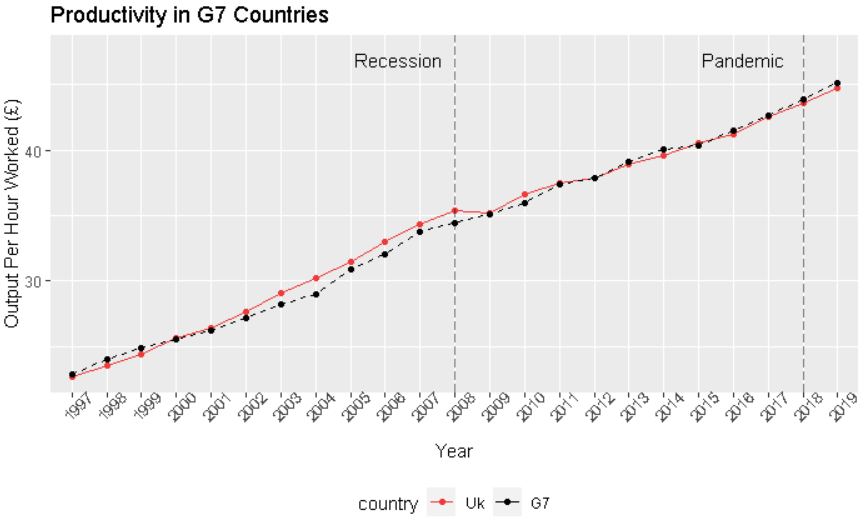 Productivity in G7 Countries
Recession
Pandemic
Output Per Hour Worked (£)
40
30
1997 1998 1999 2000 2001 2002 2003 2004 2005 2006 2007 2008 2009 2010 2011 2012 2013 2014 2015 2016 2017 2018 2019
Year
country Uk G7